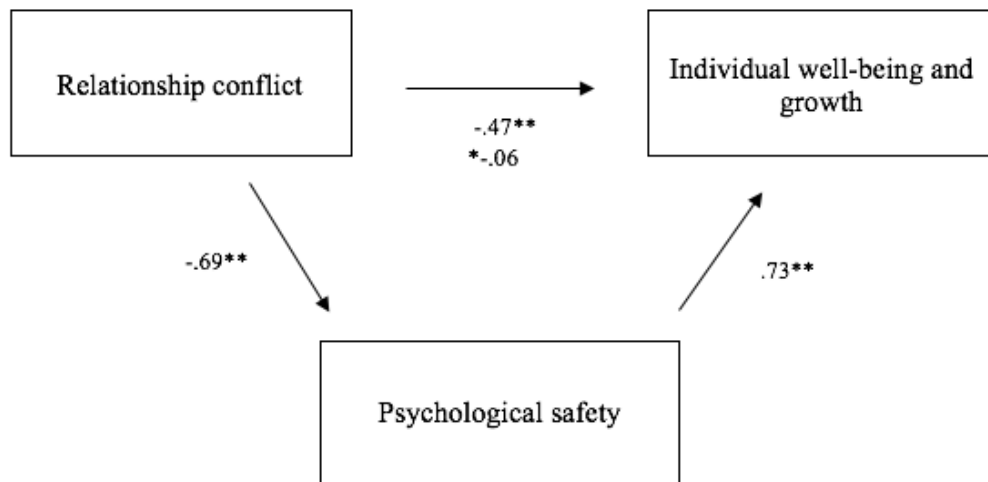 Relationship conflict
Individual well-being and
growth
-.47**
*-.06
-.69**
.73**
Psychological safety